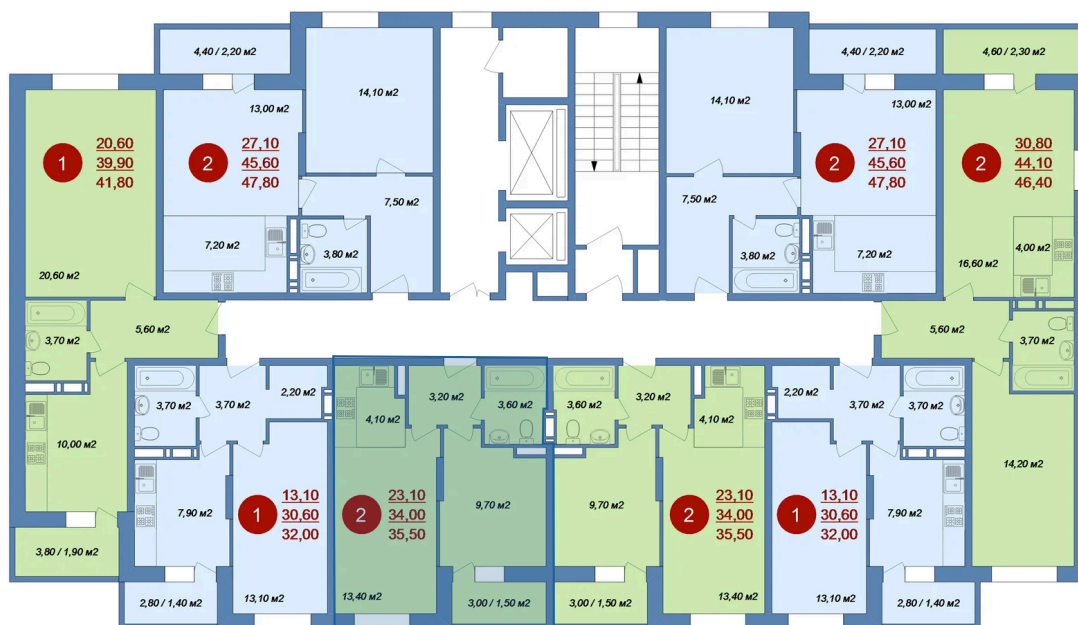 4,40 / 2,20 м2
14,10 м2
13,00 м2
1
20,60
39,90
41,80
2
27,10
45,60
47,80
7,50 м2
7,20 м2
3,80 м2
20,60 м2
14,10 м2
4,40 / 2,20 м2
4,60 / 2,30 м2
13,00 м2
2
27,10
45,60
47,80
2
30,80
44,10
46,40
7,50 м2
3,80 м2
7,20 м2
4,00 м2
16,60 м2
3,70 м2
5,60 м2
5,60 м2
3,70 м2
3,70 м2
3,70 м2
2,20 м2
4,10 м2
3,20 м2
3,60 м2
3,60 м2
3,20 м2
4,10 м2
2,20 м2
3,70 м2
3,70 м2
10,00 м2
7,90 м2
1
13,10
30,60
32,00
2
23,10
34,00
35,50
9,70 м2
9,70 м2
2
23,10
34,00
35,50
1
13,10
30,60
32,00
7,90 м2
14,20 м2
3,80 / 1,90 м2
2,80 / 1,40 м2
13,10 м2
13,40 м2
3,00 / 1,50 м2
3,00 / 1,50 м2
13,40 м2
13,10 м2
2,80 / 1,40 м2